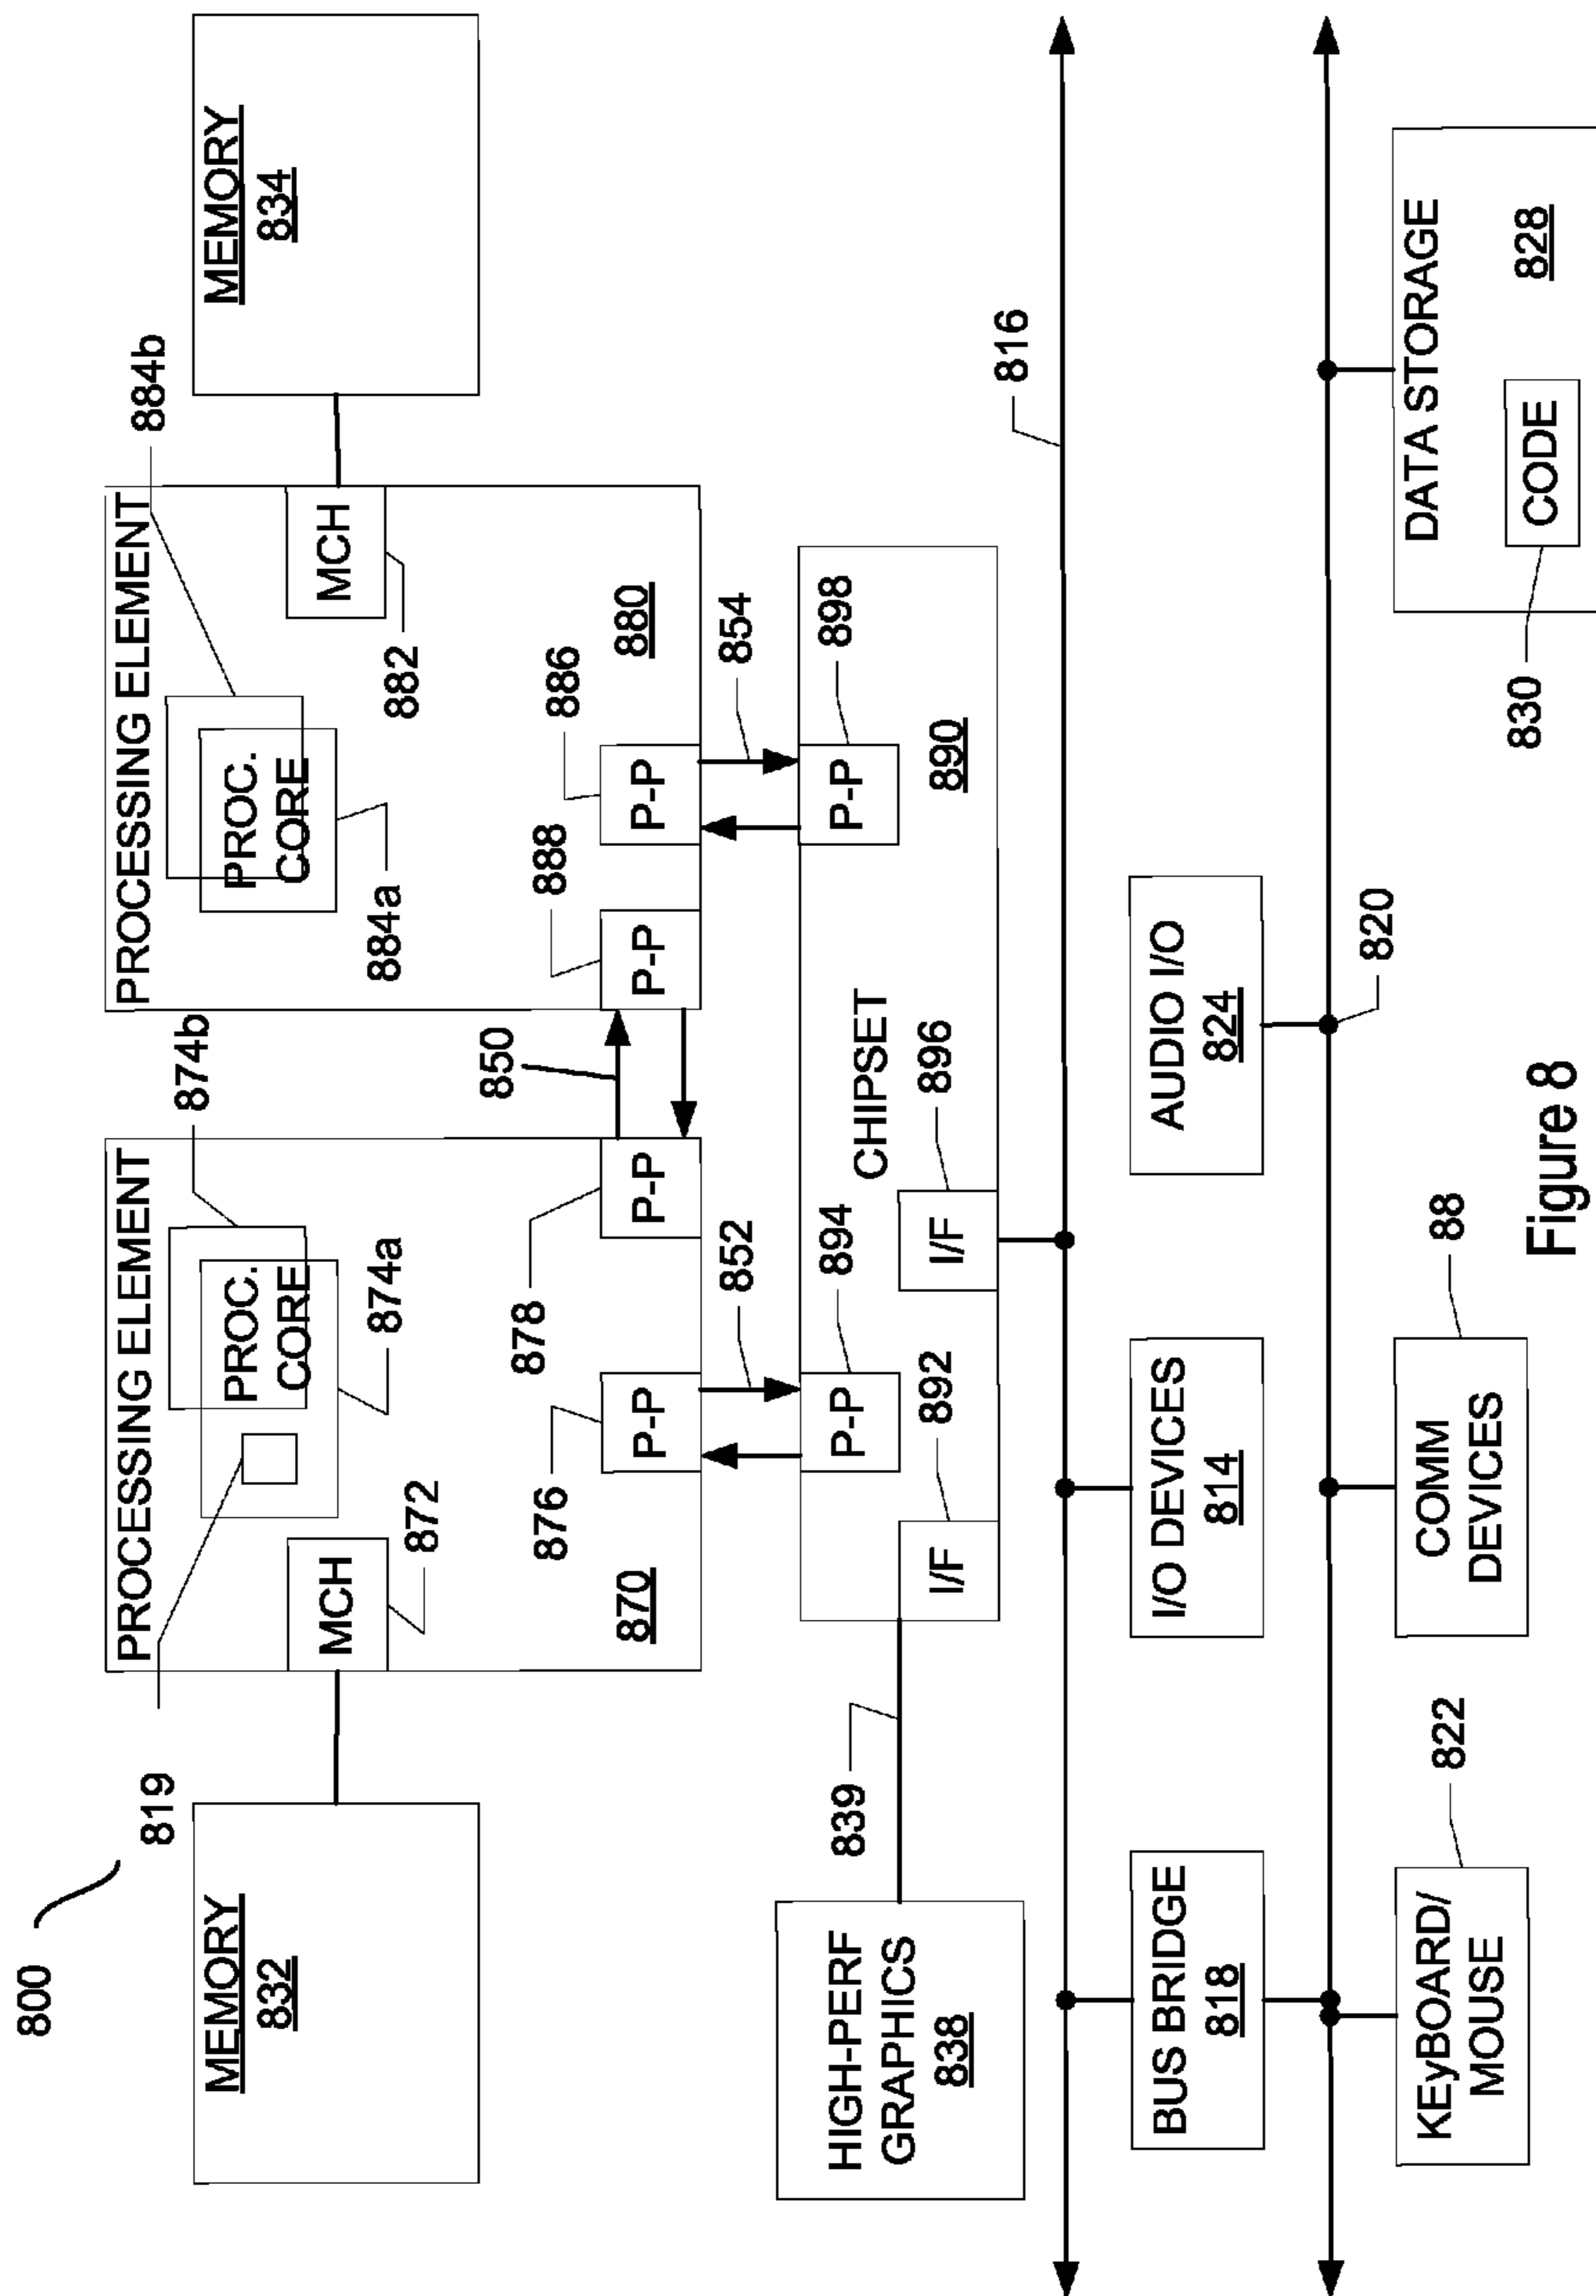 800
819
MEMORY
832
PROCESSING ELEMENT
874b
PROC.
CORE
874a
MCH
872
870
876
P-P
878
P-P
850
PROCESSING ELEMENT
884b
PROC.
CORE
884a
MCH
882
880
888
P-P
886
P-P
MEMORY
834
852
854
HIGH-PERF
GRAPHICS
838
839
P-P
894
I/F
892
CHIPSET
I/F
896
P-P
898
890
816
BUS BRIDGE
818
I/O DEVICES
814
AUDIO I/O
824
820
KEyBOARD/
MOUSE
822
COMM
DEVICES
88
DATA STORAGE
828
CODE
830
Figure 8